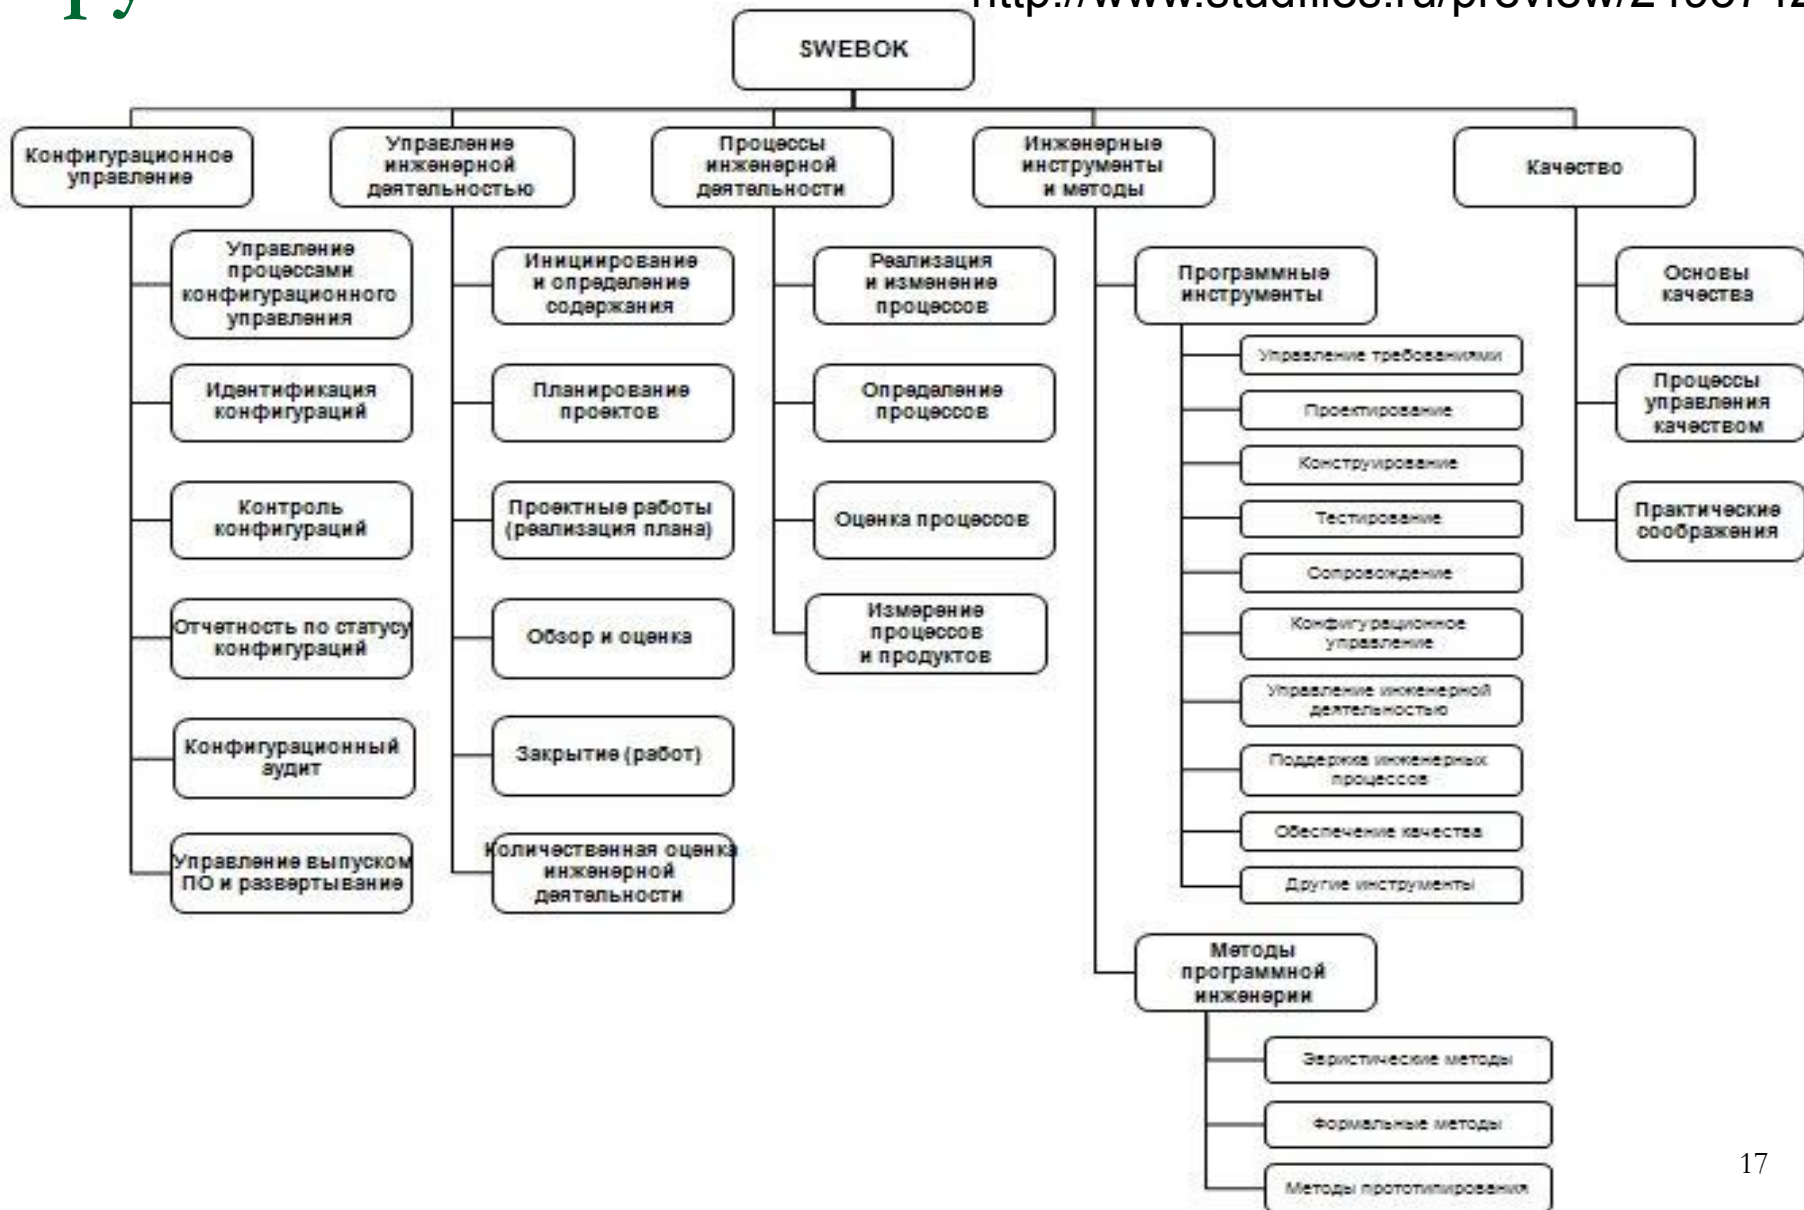 SWEBOK
Конфигурационное
управление
Управление
инженерной
деятельностью
Процессы
инженерной
деятельности
Инженерные
инструменты
и методы
Качество
Управление
процессами
конфигурационного
управления
Идентификация
конфигураций
Контроль
конфигураций
Отчетность по статусу
конфигураций
Конфигурационный
аудит
Управление выпуском
ПО и развертывание
Инициирование
и определение
содержания
Планирование
проектов
Проектные работы
(реализация плана)
Обзор и оценка
Закрытие (работ)
Количественная оценка
инженерной
деятельности
Реализация
и изменение
процессов
Определение
процессов
Оценка процессов
Измерение
процессов
и продуктов
Программные
инструменты
Управление требованиями
Проектирование
Конструирование
Тестирование
Сопровождение
Конфигурационное
управление
Управление инженерной
деятельностью
Поддержка инженерных
процессов
Обеспечение качества
Другие инструменты
Методы
программной
инженерии
Эвристические методы
Формальные методы
Методы прототипирования
Основы
качества
Процессы
управления
качеством
Практические
соображения
17